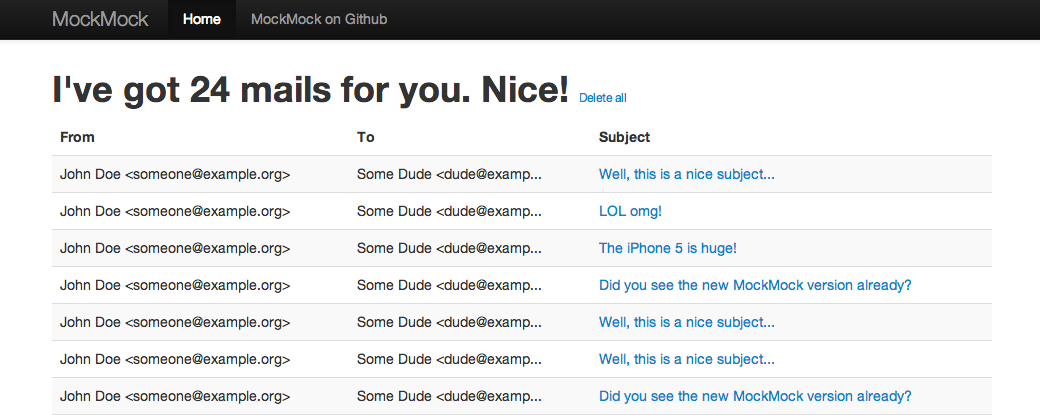 MockMock Home MockMock on Github
I've got 24 mails for you. Nice! Delete all
From To Subject
John Doe <someone@example.org> Some Dude <dude@examp... Well, this is a nice subject...
John Doe <someone@example.org> Some Dude <dude@examp... LOL omg!
John Doe <someone@example.org> Some Dude <dude@examp... The iPhone 5 is huge!
John Doe <someone@example.org> Some Dude <dude@examp... Did you see the new MockMock version already?
John Doe <someone@example.org> Some Dude <dude@examp... Well, this is a nice subject...
John Doe <someone@example.org> Some Dude <dude@examp... Well, this is a nice subject...
John Doe <someone@example.org> Some Dude <dude@examp... Did you see the new MockMock version already?